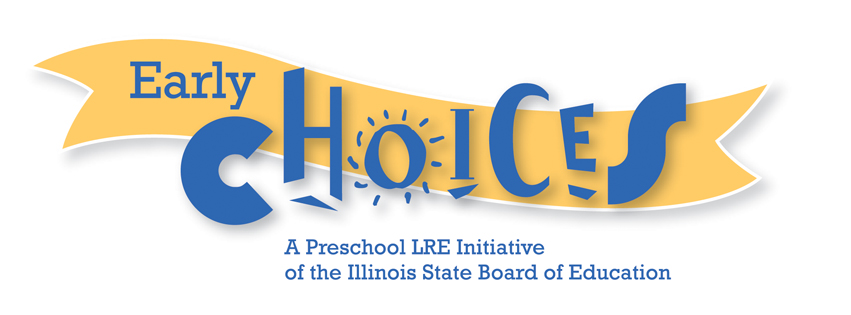 Early
CHOICES
A Preschool LRE Initiative
of the Illinois State Board of Education